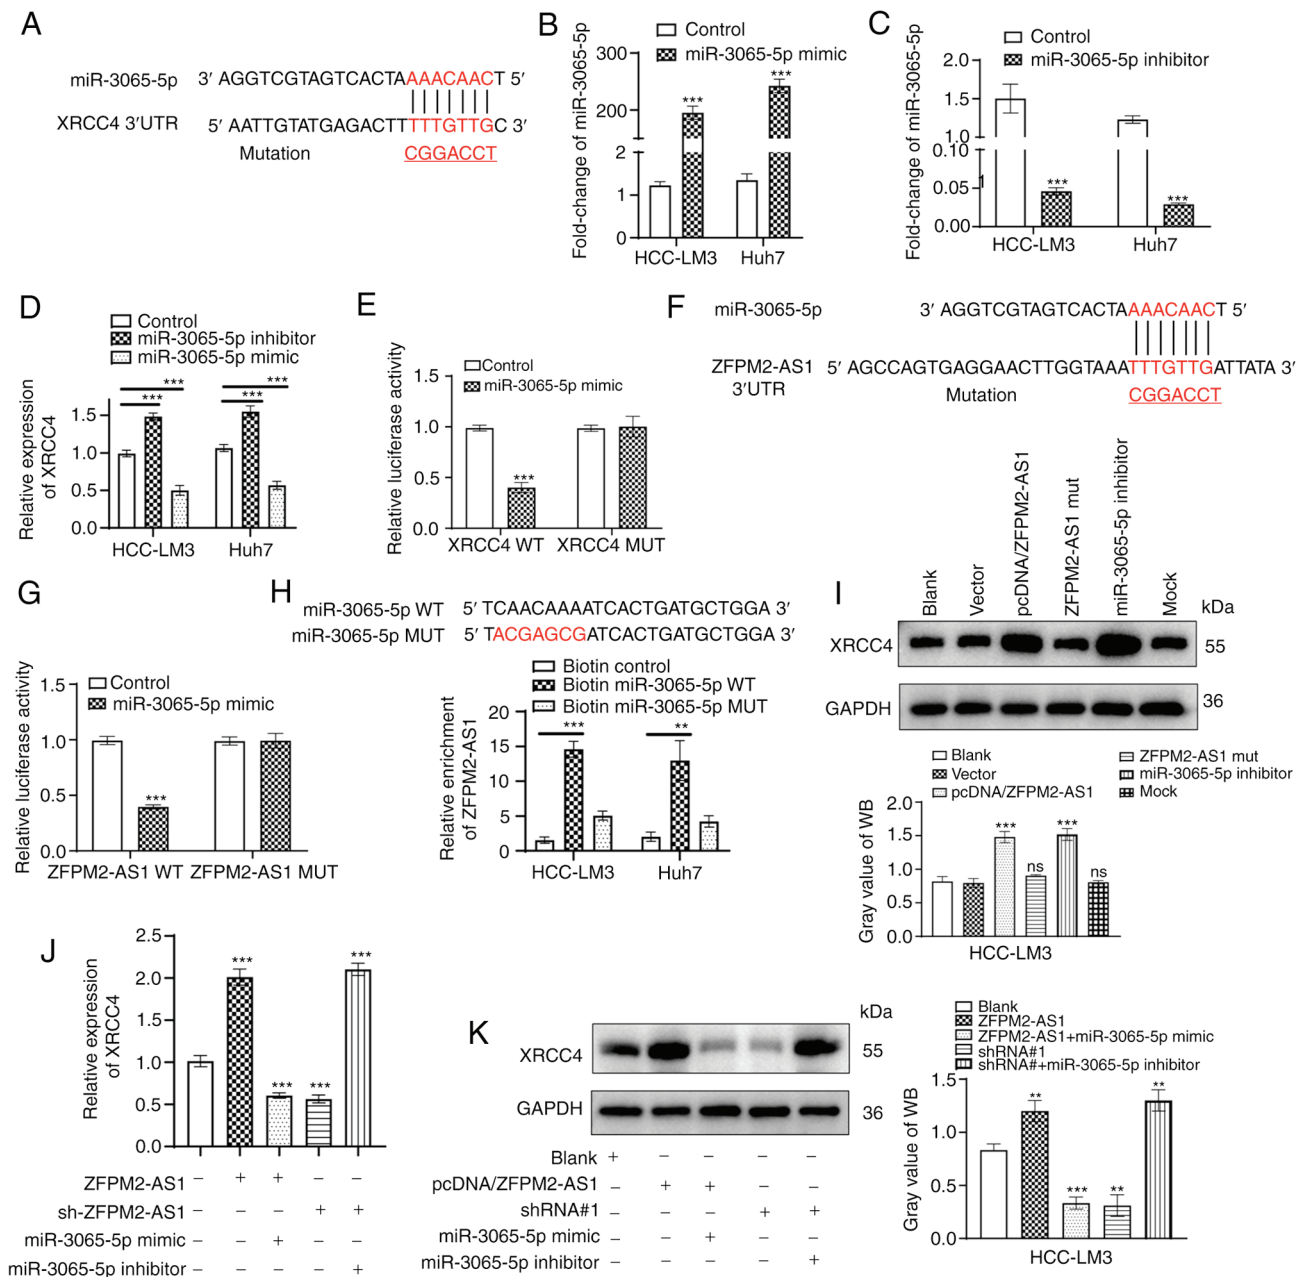 A
miR-3065-5p 3′ AGGTCGTAGTCACTAAAACAACT 5′
XRCC4 3′UTR 5′ AATTGTATGAGACTTTTTGTTGC 3′
Mutation CGGACCT
B
Control
miR-3065-5p mimic
Fold-change of miR-3065-5p
300
200
100
2
1
0
*** ***
HCC-LM3 Huh7
C
Control
miR-3065-5p inhibitor
Fold-change of miR-3065-5p
2.0
1.5
1.0
0.10
0.05
0.00
1
*** ***
HCC-LM3 Huh7
D
Control
miR-3065-5p inhibitor
miR-3065-5p mimic
Relative expression
of XRCC4
1.5
1.0
0.5
0.0
*** ***
*** ***
HCC-LM3 Huh7
E
Control
miR-3065-5p mimic
Relative luciferase activity
1.5
1.0
0.5
0.0
***
XRCC4 WT XRCC4 MUT
F
miR-3065-5p 3′ AGGTCGTAGTCACTAAAACAACT 5′
ZFPM2-AS1 5′ AGCCAGTGAGGAACTTGGTAAATTTGTTGATTATA 3′
3′UTR
Mutation CGGACCT
G
Control
miR-3065-5p mimic
Relative luciferase activity
1.5
1.0
0.5
0
***
ZFPM2-AS1 WT ZFPM2-AS1 MUT
H
miR-3065-5p WT 5′ TCAACAAAATCACTGATGCTGGA 3′
miR-3065-5p MUT 5′ TACGAGCGATCACTGATGCTGGA 3′
Biotin control
Biotin miR-3065-5p WT
Biotin miR-3065-5p MUT
Relative enrichment
of ZFPM2-AS1
20
15
10
5
0
*** **
HCC-LM3 Huh7
I
Blank
Vector
pcDNA/ZFPM2-AS1
ZFPM2-AS1 mut
miR-3065-5p inhibitor
Mock
kDa
XRCC4 55
GAPDH 36
Blank
Vector
pcDNA/ZFPM2-AS1
ZFPM2-AS1 mut
miR-3065-5p inhibitor
Mock
Gray value of WB
2.0
1.5
1.0
0.5
0.0
*** ns *** ns
HCC-LM3
J
Relative expression
of XRCC4
2.5
2.0
1.5
1.0
0.5
0.0
*** *** *** ***
ZFPM2-AS1 – + + – –
sh-ZFPM2-AS1 – – – + +
miR-3065-5p mimic – – + – –
miR-3065-5p inhibitor – – – – +
K
kDa
XRCC4 55
GAPDH 36
Blank + – – – –
pcDNA/ZFPM2-AS1 – + + – –
shRNA#1 – – – + +
miR-3065-5p mimic – – + – –
miR-3065-5p inhibitor – – – – +
Blank
ZFPM2-AS1
ZFPM2-AS1+miR-3065-5p mimic
shRNA#1
shRNA#+miR-3065-5p inhibitor
Gray value of WB
1.5
1.0
0.5
0.0
** *** ** **
HCC-LM3